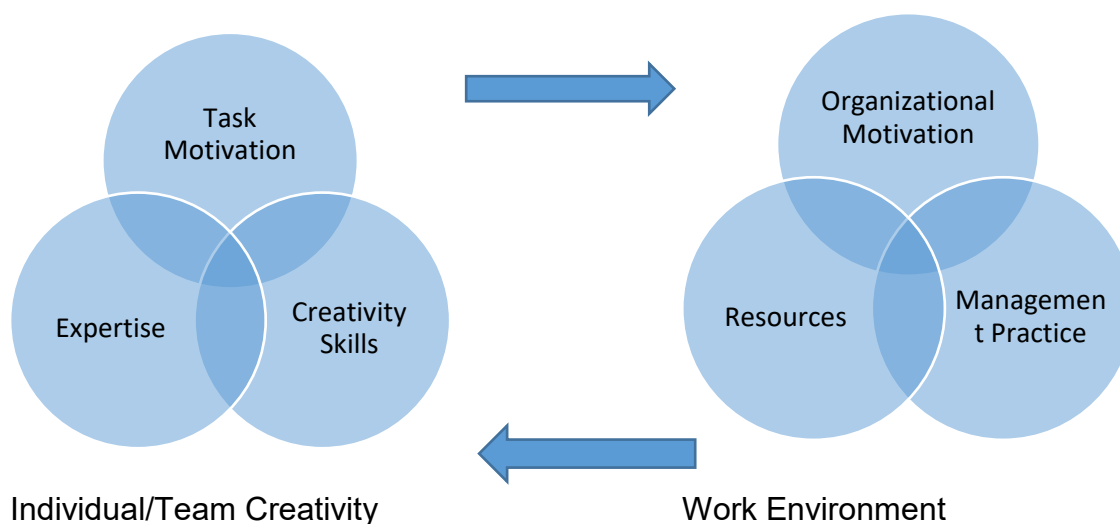 Task
Motivation
Expertise
Creativity
Skills
Organizational
Motivation
Resources
Managemen
t Practice
Individual/Team Creativity
Work Environment